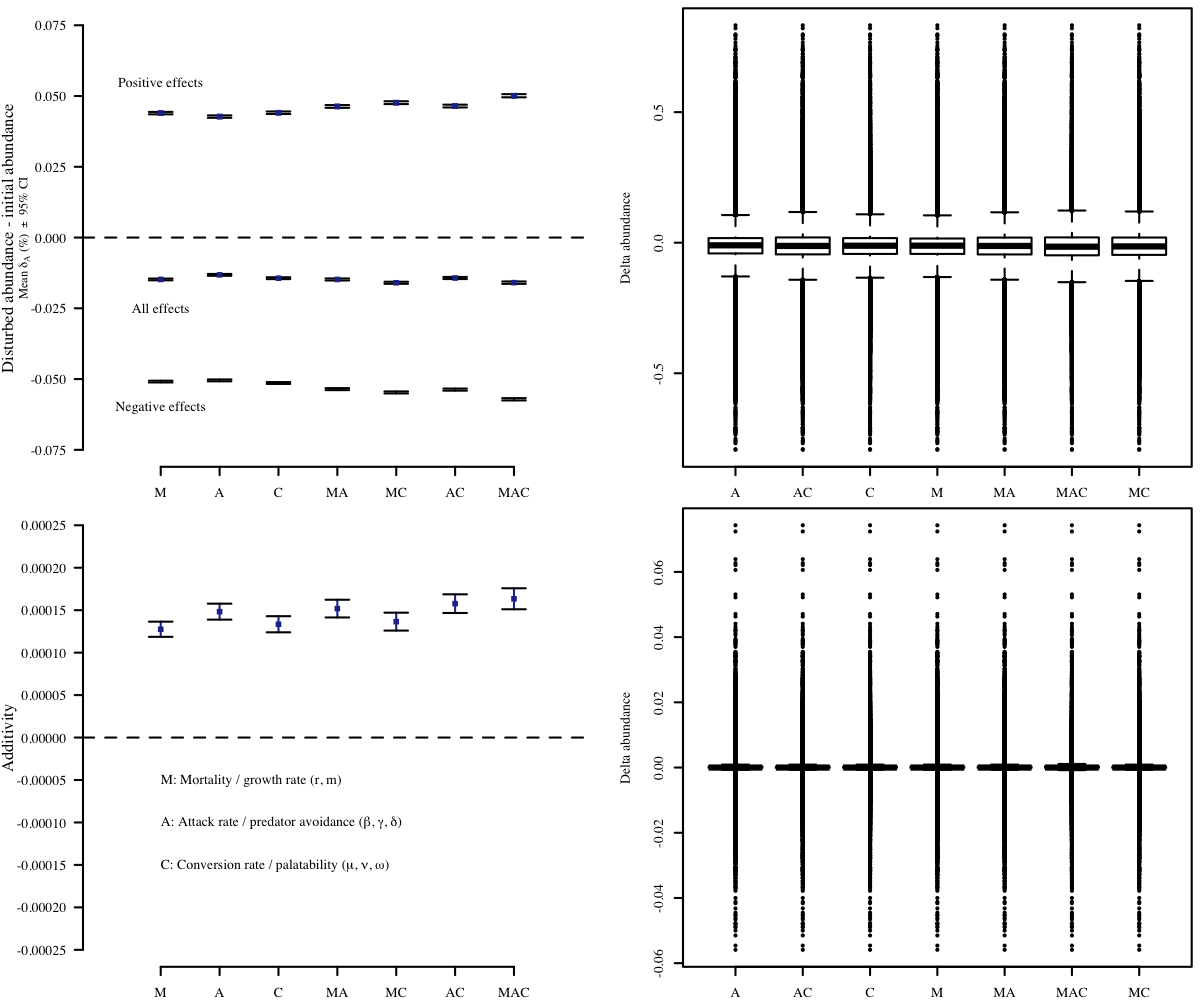 Disturbed abundance - initial abundance
Mean δA (%) ± 95% CI
0.075
0.050
0.025
0.000
-0.025
-0.050
-0.075
Positive effects
All effects
Negative effects
M A C MA MC AC MAC
Delta abundance
0.5
0.0
-0.5
A AC C M MA MAC MC
Additivity
0.00025
0.00020
0.00015
0.00010
0.00005
0.00000
-0.00005
-0.00010
-0.00015
-0.00020
-0.00025
M: Mortality / growth rate (r, m)
A: Attack rate / predator avoidance (β, γ, δ)
C: Conversion rate / palatability (μ, ν, ω)
M A C MA MC AC MAC
Delta abundance
0.06
0.04
0.02
0.00
-0.02
-0.04
-0.06
A AC C M MA MAC MC